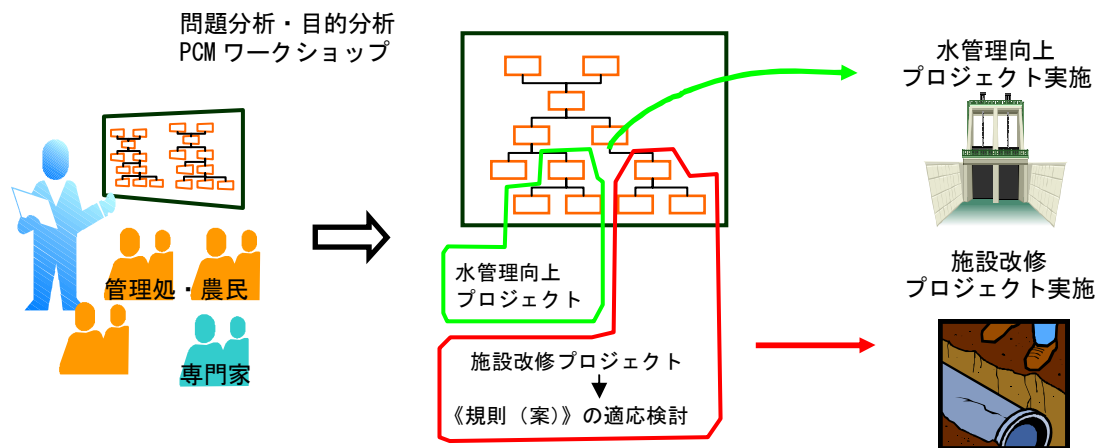 問題分析・目的分析
PCM ワークショップ
管理処・農民
専門家
水管理向上
プロジェクト
施設改修プロジェクト
《規則（案）》の適応検討
水管理向上
プロジェクト実施
施設改修
プロジェクト実施